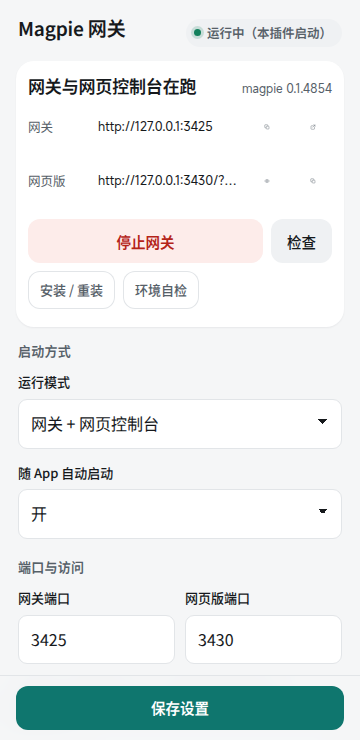 Magpie 网关
运行中（本插件启动）
网关与网页控制台在跑
magpie 0.1.4854
网关
http://127.0.0.1:3425
网页版
http://127.0.0.1:3430/?...
停止网关
检查
安装 / 重装
环境自检
启动方式
运行模式
网关 + 网页控制台
随 App 自动启动
开
端口与访问
网关端口
网页版端口
3425
3430
保存设置